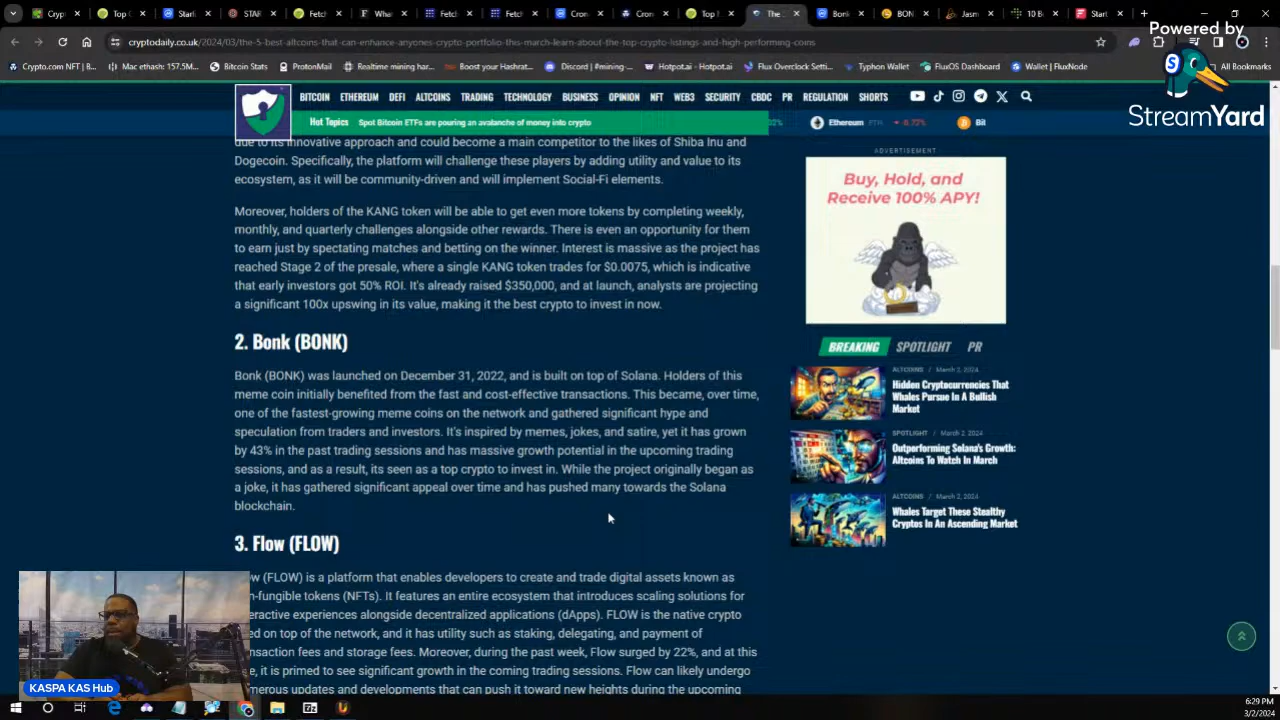 Cryp
Top C
Starkl
STAR
Fetch
What
Fetc
Fetc
Cron
Cron
Top M
The
Bonk
BON
Jasm
10 B
Start
cryptodaily.co.uk/2024/03/the-5-best-altcoins-that-can-enhance-anyones-crypto-portfolio-this-march-learn-about-the-top-crypto-listings-and-high-performing-coins
Powered by
StreamYard
Crypto.com NFT | B...
Mac ethash: 157.5M...
Bitcoin Stats
ProtonMail
Realtime mining har...
Boost your Hashrat...
Discord | #mining-...
Hotpot.ai - Hotpot.ai
Flux Overclock Setti...
Typhon Wallet
FluxOS Dashboard
Wallet | FluxNode
All Bookmarks
BITCOIN ETHEREUM DEFI ALTCOINS TRADING TECHNOLOGY BUSINESS OPINION NFT WEB3 SECURITY CBDC PR REGULATION SHORTS
Hot Topics Spot Bitcoin ETFs are pouring an avalanche of money into crypto
Ethereum ETH 0.72% Bit
due to its innovative approach and could become a main competitor to the likes of Shiba Inu and
Dogecoin. Specifically, the platform will challenge these players by adding utility and value to its
ecosystem, as it will be community-driven and will implement Social-Fi elements.
Moreover, holders of the KANG token will be able to get even more tokens by completing weekly,
monthly, and quarterly challenges alongside other rewards. There is even an opportunity for them
to earn just by spectating matches and betting on the winner. Interest is massive as the project has
reached Stage 2 of the presale, where a single KANG token trades for $0.0075, which is indicative
that early investors got 50% ROI. It's already raised $350,000, and at launch, analysts are projecting
a significant 100x upswing in its value, making it the best crypto to invest in now.
2. Bonk (BONK)
Bonk (BONK) was launched on December 31, 2022, and is built on top of Solana. Holders of this
meme coin initially benefited from the fast and cost-effective transactions. This became, over time,
one of the fastest-growing meme coins on the network and gathered significant hype and
speculation from traders and investors. It's inspired by memes, jokes, and satire, yet it has grown
by 43% in the latest trading sessions and has massive growth potential in the upcoming trading
sessions, and as a result, its seen as a top crypto to invest in. While the project originally began as
a joke, it has gathered significant appeal over time and has pushed many towards the Solana
blockchain.
3. Flow (FLOW)
ow (FLOW) is a platform that enables developers to create and trade digital assets known as
n-fungible tokens (NFTs). It features an entire ecosystem that introduces scaling solutions for
eractive experiences alongside decentralized applications (dApps). FLOW is the native crypto
ed on top of the network, and it has utility such as staking, delegating, and payment of
nsaction fees and storage fees. Moreover, during the past week, Flow surged by 22%, and at this
e, it is primed to see significant growth in the coming trading sessions. Flow can likely undergo
merous updates and developments that can push it toward new heights during the upcoming
ADVERTISEMENT
Buy, Hold, and
Receive 100% APY!
BREAKING SPOTLIGHT PR
ALTCOINS / March 2, 2024
Hidden Cryptocurrencies That
Whales Pursue In A Bullish
Market
SPOTLIGHT / March 2, 2024
Outperforming Solana's Growth:
Altcoins To Watch In March
ALTCOINS / March 2, 2024
Whales Target These Stealthy
Cryptos In An Ascending Market
KASPA KAS Hub
6:29 PM
3/2/2024